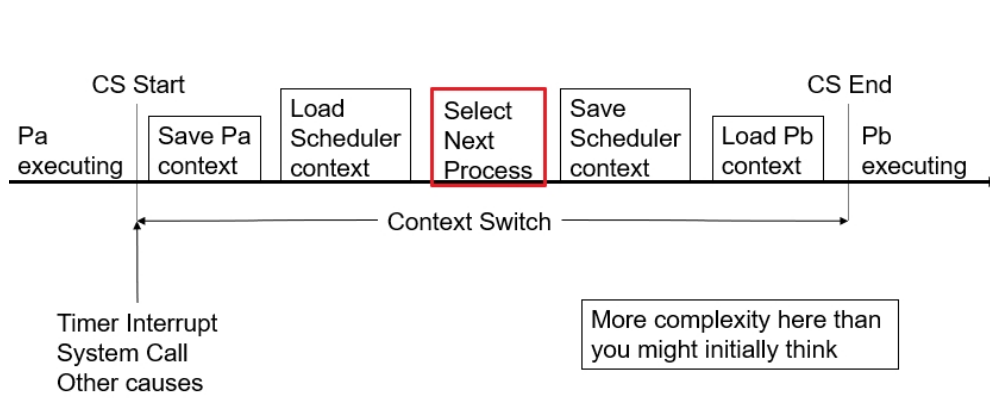 CS Start
CS End
Pa
executing
Save Pa
context
Load
Scheduler
context
Select
Next
Process
Save
Scheduler
context
Load Pb
context
Pb
executing
Context Switch
Timer Interrupt
System Call
Other causes
More complexity here than
you might initially think